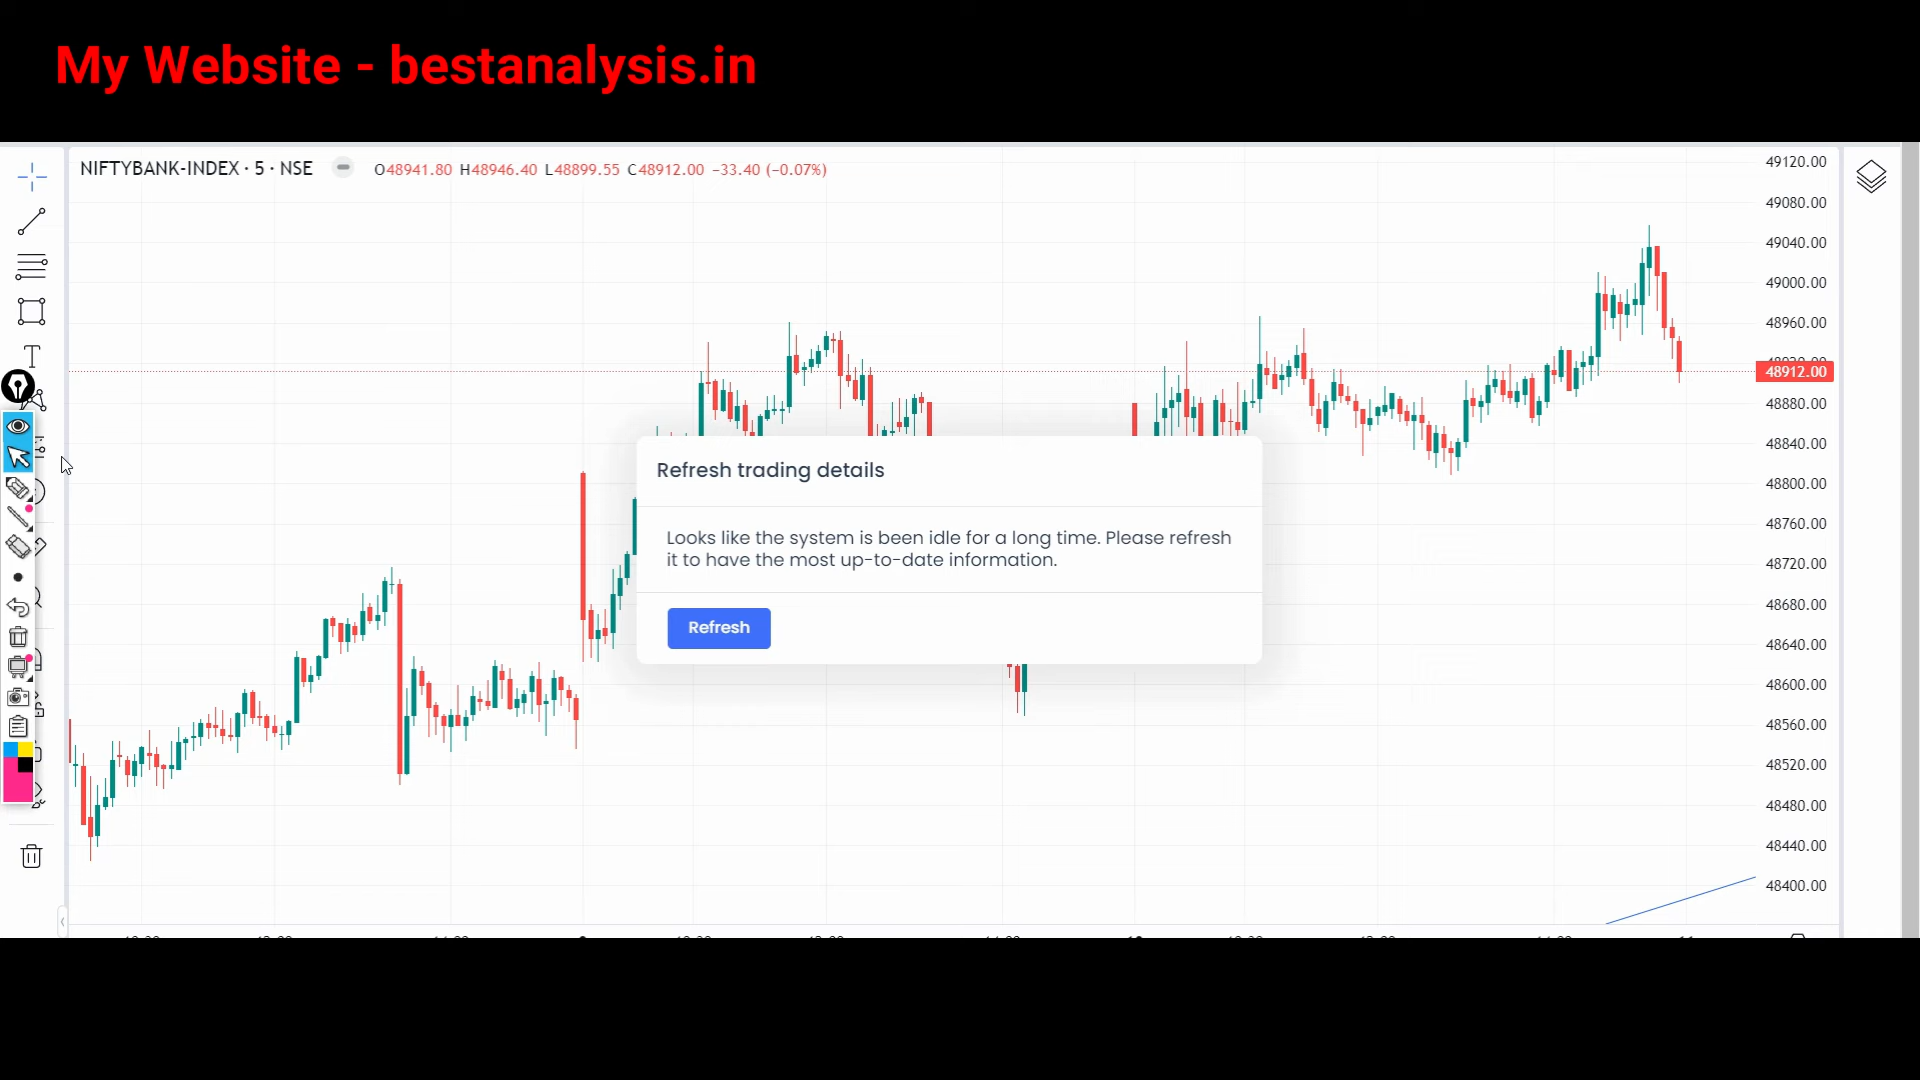 My Website - bestanalysis.in
NIFTYBANK-INDEX · 5 · NSE
O48941.80 H48946.40 L48899.55 C48912.00 −33.40 (−0.07%)
49120.00
49080.00
49040.00
49000.00
48960.00
48912.00
48880.00
48840.00
48800.00
48760.00
48720.00
48680.00
48640.00
48600.00
48560.00
48520.00
48480.00
48440.00
48400.00
Refresh trading details
Looks like the system is been idle for a long time. Please refresh
it to have the most up-to-date information.
Refresh